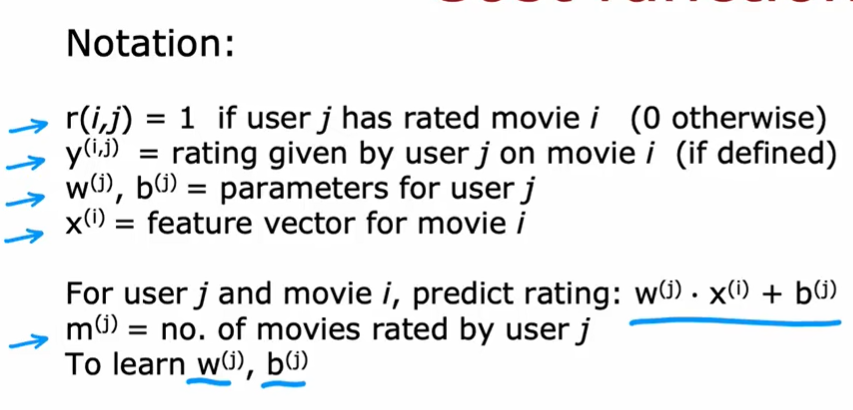 Notation:
r(i,j) = 1 if user j has rated movie i (0 otherwise)
y(i,j) = rating given by user j on movie i (if defined)
w(j), b(j) = parameters for user j
x(i) = feature vector for movie i
For user j and movie i, predict rating: w(j) · x(i) + b(j)
m(j) = no. of movies rated by user j
To learn w(j), b(j)